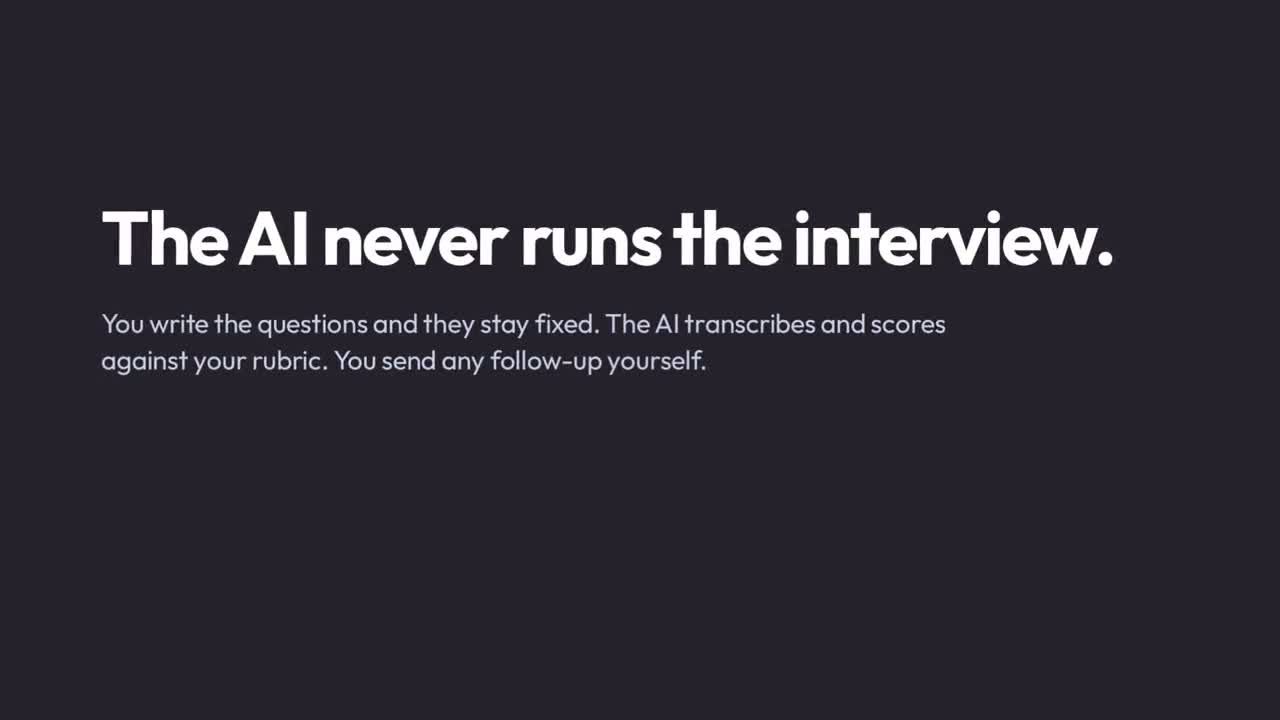 The AI never runs the interview.
You write the questions and they stay fixed. The AI transcribes and scores
against your rubric. You send any follow-up yourself.